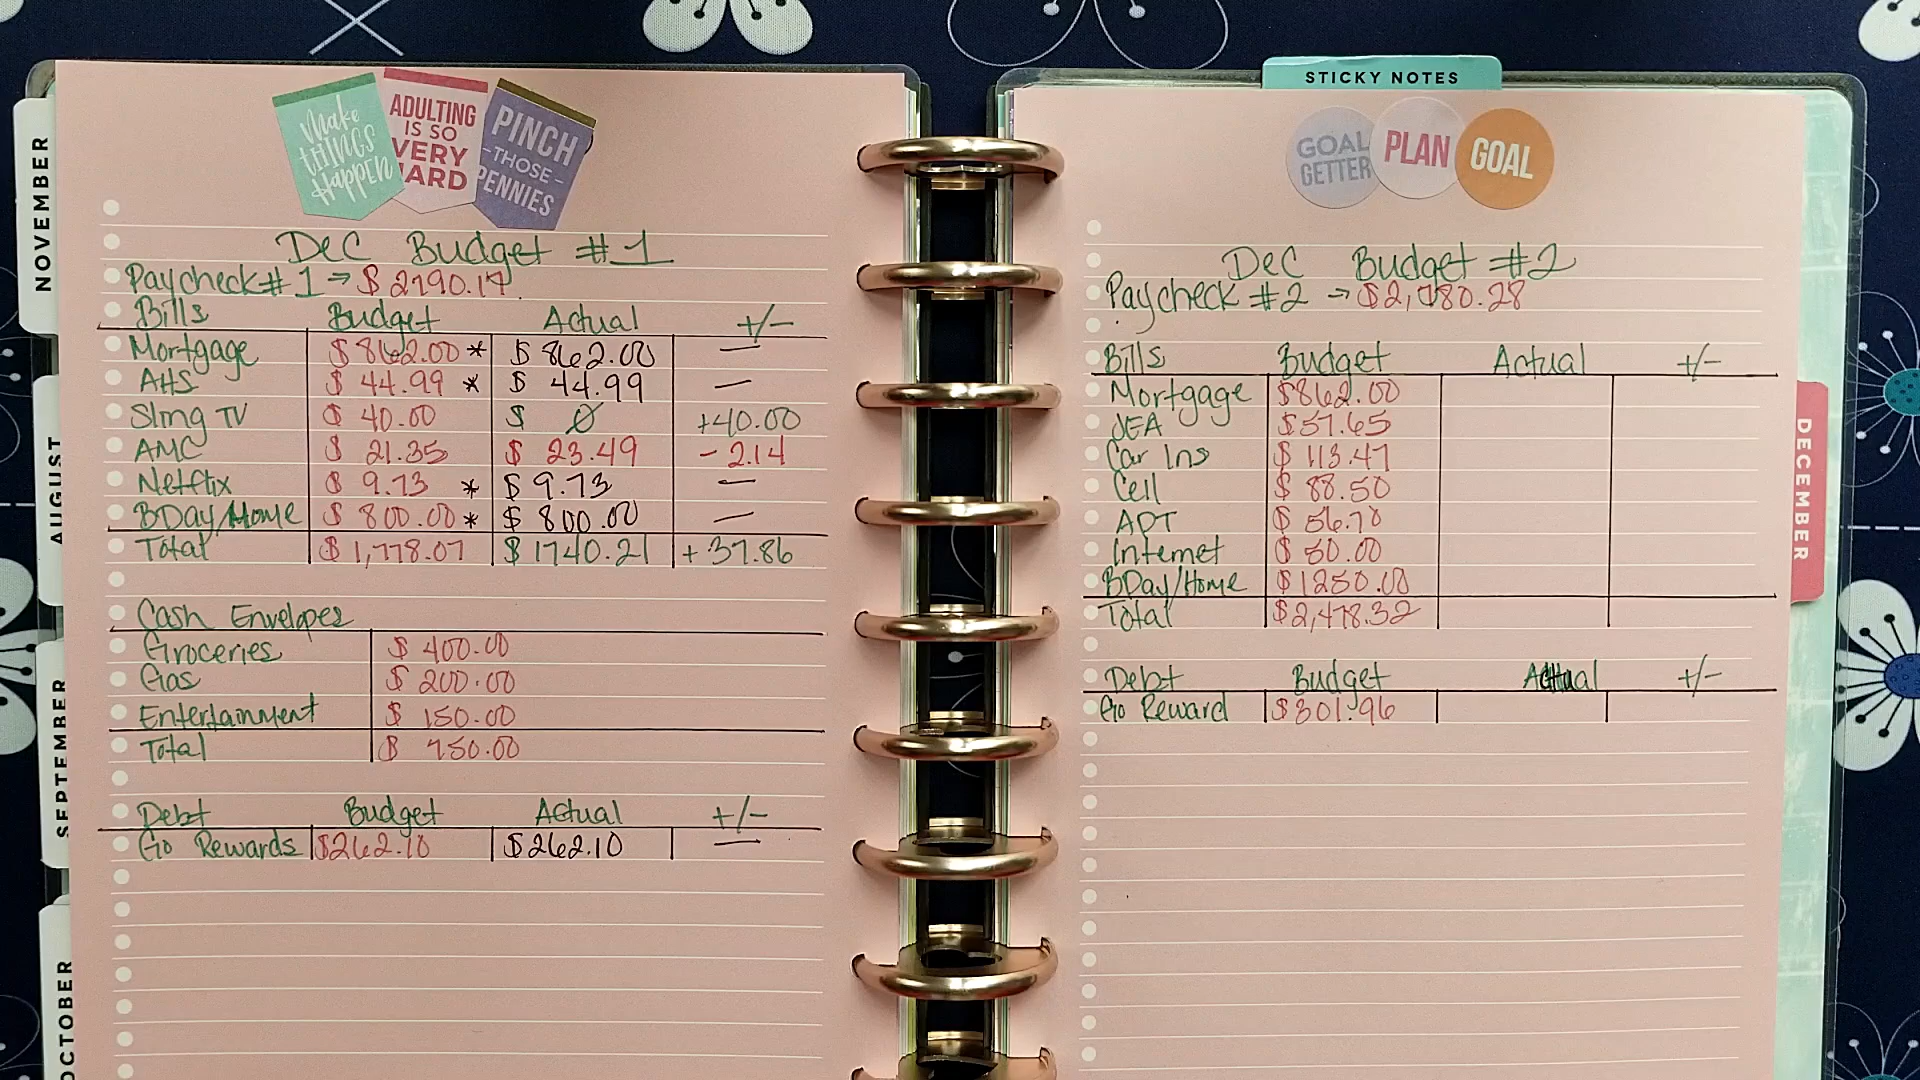 NOVEMBER
AUGUST
SEPTEMBER
OCTOBER
Make THINGS Happen
ADULTING IS SO VERY HARD
PINCH -THOSE- PENNIES
Dec Budget #1
Paycheck #1 → $2790.17
Bills Budget Actual +/-
Mortgage $862.00 * $862.00 —
AHS $44.99 * $44.99 —
Sling TV $40.00 $ Ø +40.00
AMC $21.35 $23.49 -2.14
Netflix $9.73 * $9.73 —
BDay/Home $800.00 * $800.00 —
Total $1,778.07 $1740.21 +37.86
Cash Envelopes
Groceries $400.00
Gas $200.00
Entertainment $150.00
Total $750.00
Debt Budget Actual +/-
Go Rewards $262.10 $262.10 —
STICKY NOTES
GOAL GETTER
PLAN
GOAL
Dec Budget #2
Paycheck #2 → $2,780.28
Bills Budget Actual +/-
Mortgage $862.00
JEA $57.65
Car Ins $113.47
Cell $88.50
ADT $56.70
Internet $50.00
BDay/Home $1250.00
Total $2,478.32
Debt Budget Actual +/-
Go Reward $301.96
DECEMBER